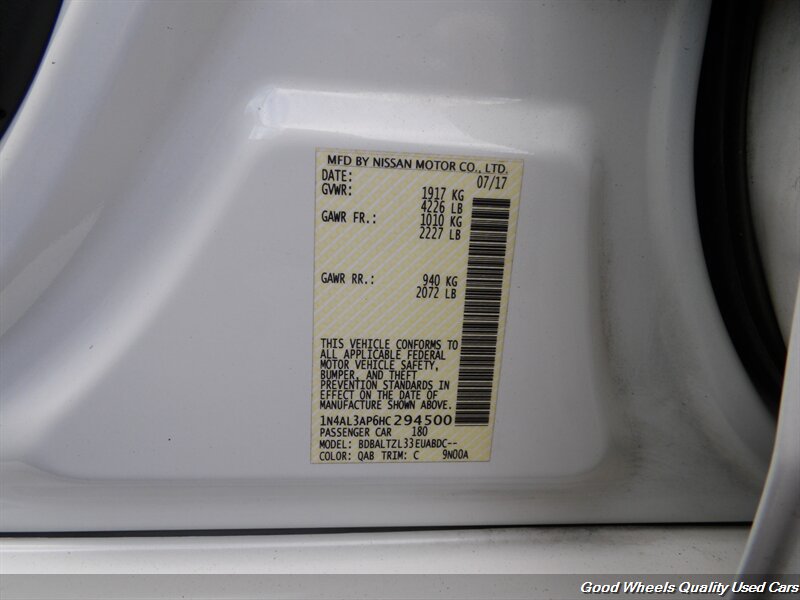 MFD BY NISSAN MOTOR CO., LTD.
DATE: 07/17
GVWR: 1917 KG
4226 LB
GAWR FR.: 1010 KG
2227 LB
GAWR RR.: 940 KG
2072 LB
THIS VEHICLE CONFORMS TO
ALL APPLICABLE FEDERAL
MOTOR VEHICLE SAFETY,
BUMPER, AND THEFT
PREVENTION STANDARDS IN
EFFECT ON THE DATE OF
MANUFACTURE SHOWN ABOVE.
1N4AL3AP6HC294500
PASSENGER CAR 180
MODEL: BDBALTZL33EUABDC--
COLOR: QAB TRIM: C 9N00A
Good Wheels Quality Used Cars